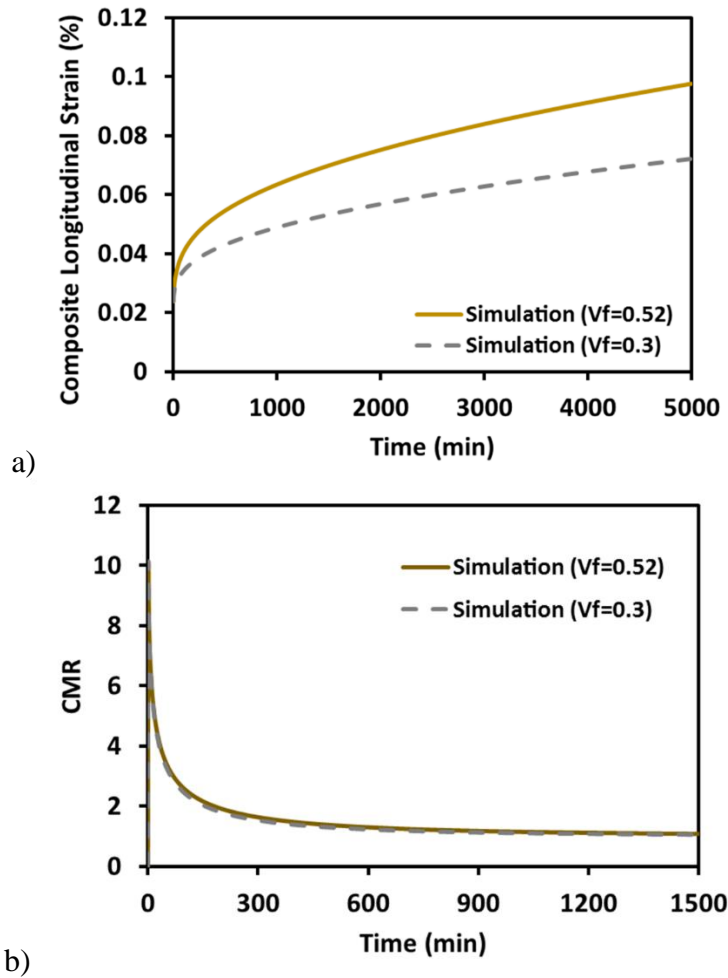 Composite Longitudinal Strain (%)
0.12
0.1
0.08
0.06
0.04
0.02
0
Simulation (Vf=0.52)
Simulation (Vf=0.3)
0 1000 2000 3000 4000 5000
Time (min)
a)
CMR
12
10
8
6
4
2
0
Simulation (Vf=0.52)
Simulation (Vf=0.3)
0 300 600 900 1200 1500
Time (min)
b)